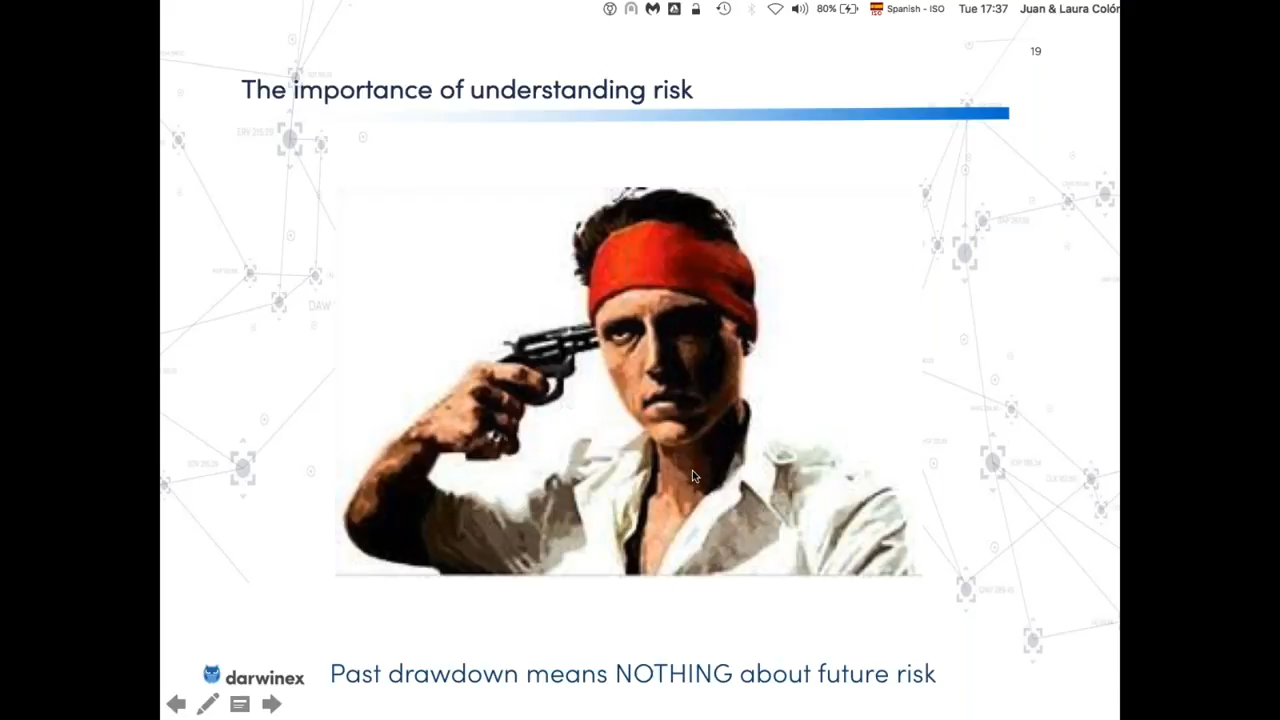 80% Spanish - ISO Tue 17:37 Juan & Laura Colón
19
The importance of understanding risk
DAW
darwinex
Past drawdown means NOTHING about future risk